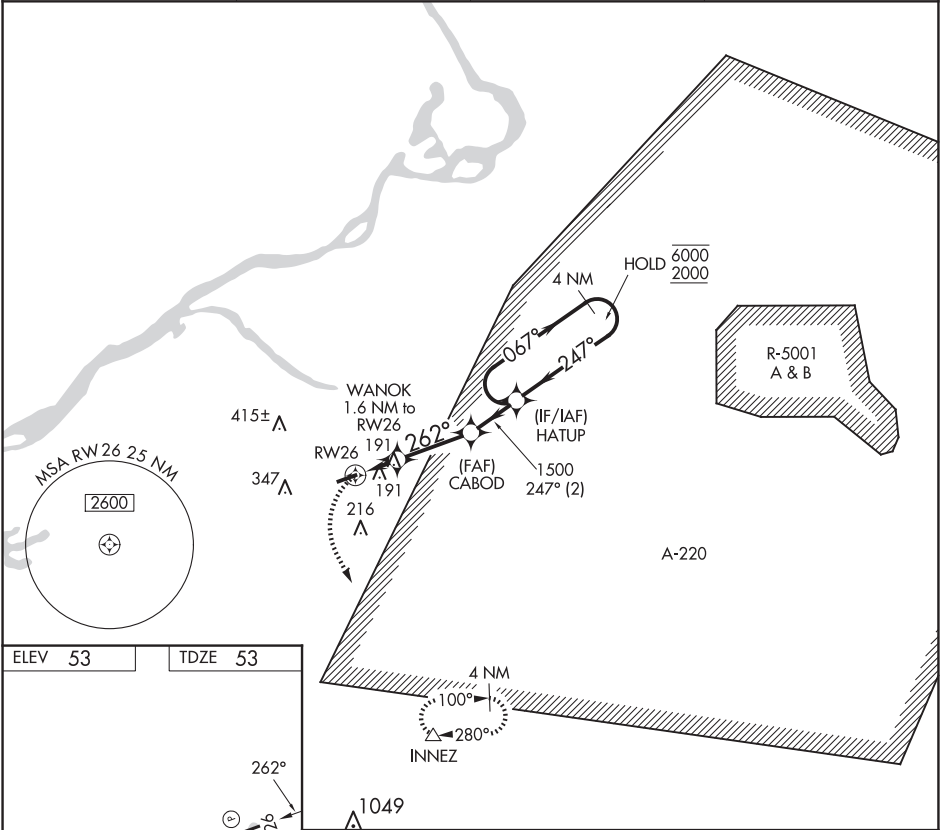 HOLD 6000
2000
4 NM
067°
247°
R-5001
A & B
WANOK
1.6 NM to
RW26
191
262°
(IF/IAF)
HATUP
415±
RW26
(FAF)
CABOD
1500
247° (2)
347
191
216
MSA RW 26 25 NM
2600
A-220
ELEV 53
TDZE 53
4 NM
100°
280°
INNEZ
262°
P
26
1049